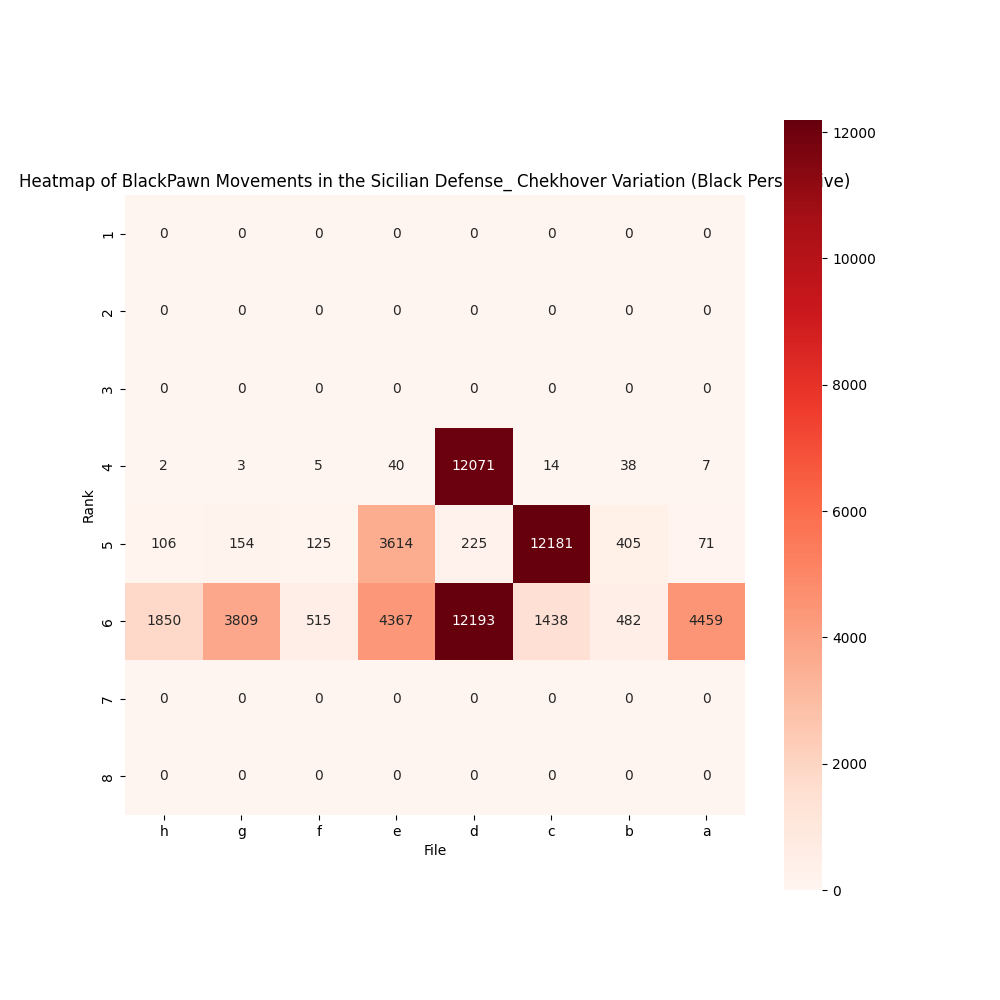 Heatmap of BlackPawn Movements in the Sicilian Defense_ Chekhover Variation (Black Pers ive)
12000
10000
8000
6000
4000
2000
0
Rank
1 0 0 0 0 0 0 0 0
2 0 0 0 0 0 0 0 0
3 0 0 0 0 0 0 0 0
4 2 3 5 40 12071 14 38 7
5 106 154 125 3614 225 12181 405 71
6 1850 3809 515 4367 12193 1438 482 4459
7 0 0 0 0 0 0 0 0
8 0 0 0 0 0 0 0 0
h g f e d c b a
File